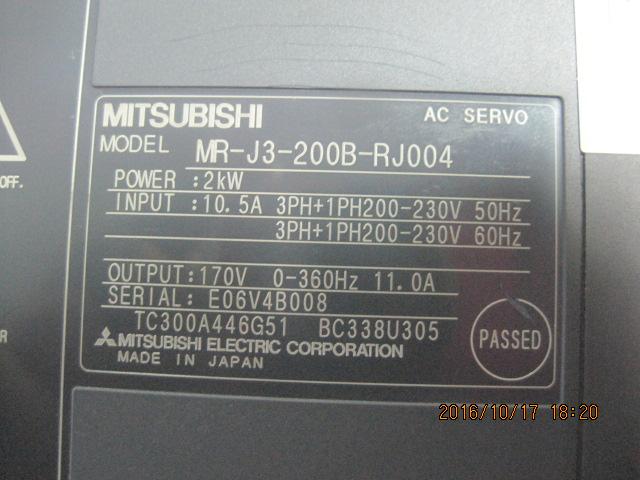 MITSUBISHI AC SERVO
MODEL MR-J3-200B-RJ004
POWER :2kW
INPUT :10.5A 3PH+1PH200-230V 50Hz
3PH+1PH200-230V 60Hz
OUTPUT:170V 0-360Hz 11.0A
SERIAL: E06V4B008
TC300A446G51 BC338U305
PASSED
MITSUBISHI ELECTRIC CORPORATION
MADE IN JAPAN
OFF.
R
2016/10/17 18:20